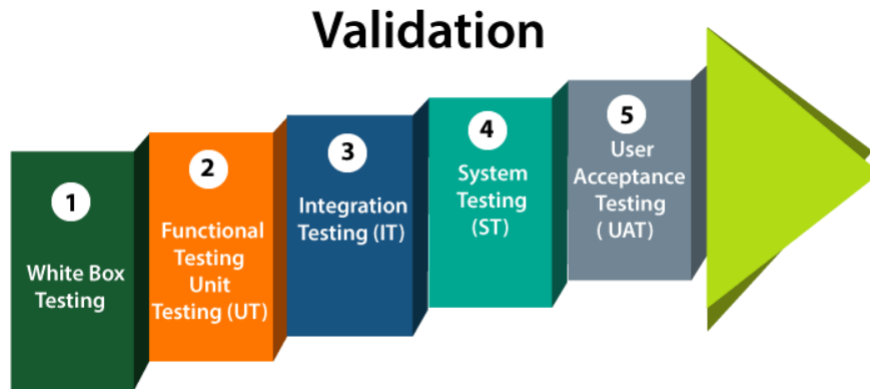 Validation
1
White Box
Testing
2
Functional
Testing
Unit
Testing (UT)
3
Integration
Testing (IT)
4
System
Testing
(ST)
5
User
Acceptance
Testing
( UAT)